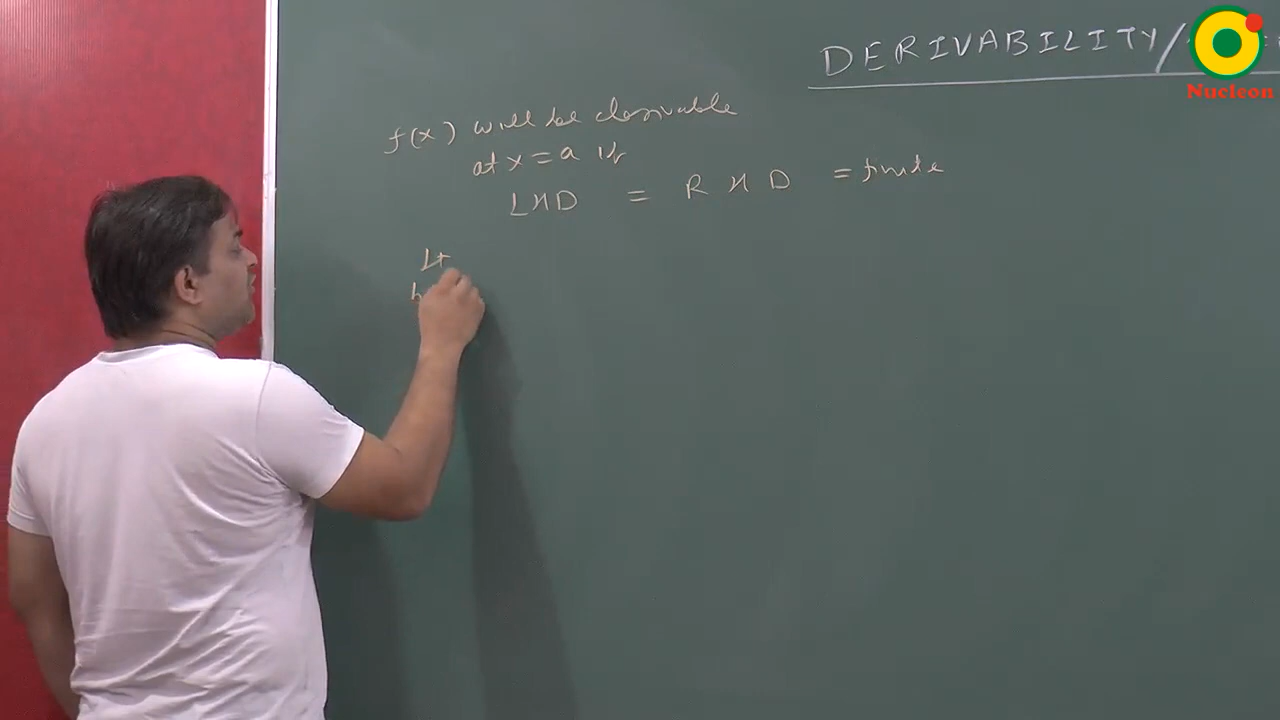 DERIVABILITY/
Nucleon
f(x) will be derivable
at x = a if
LHD = RHD = finite
Lt
h